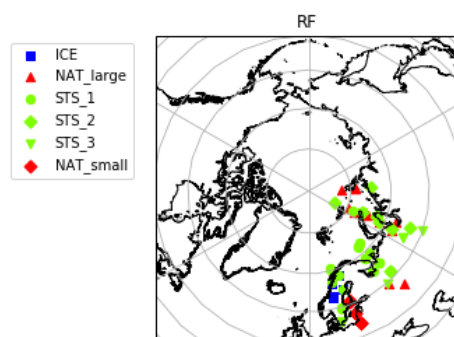 RF
ICE
NAT_large
STS_1
STS_2
STS_3
NAT_small